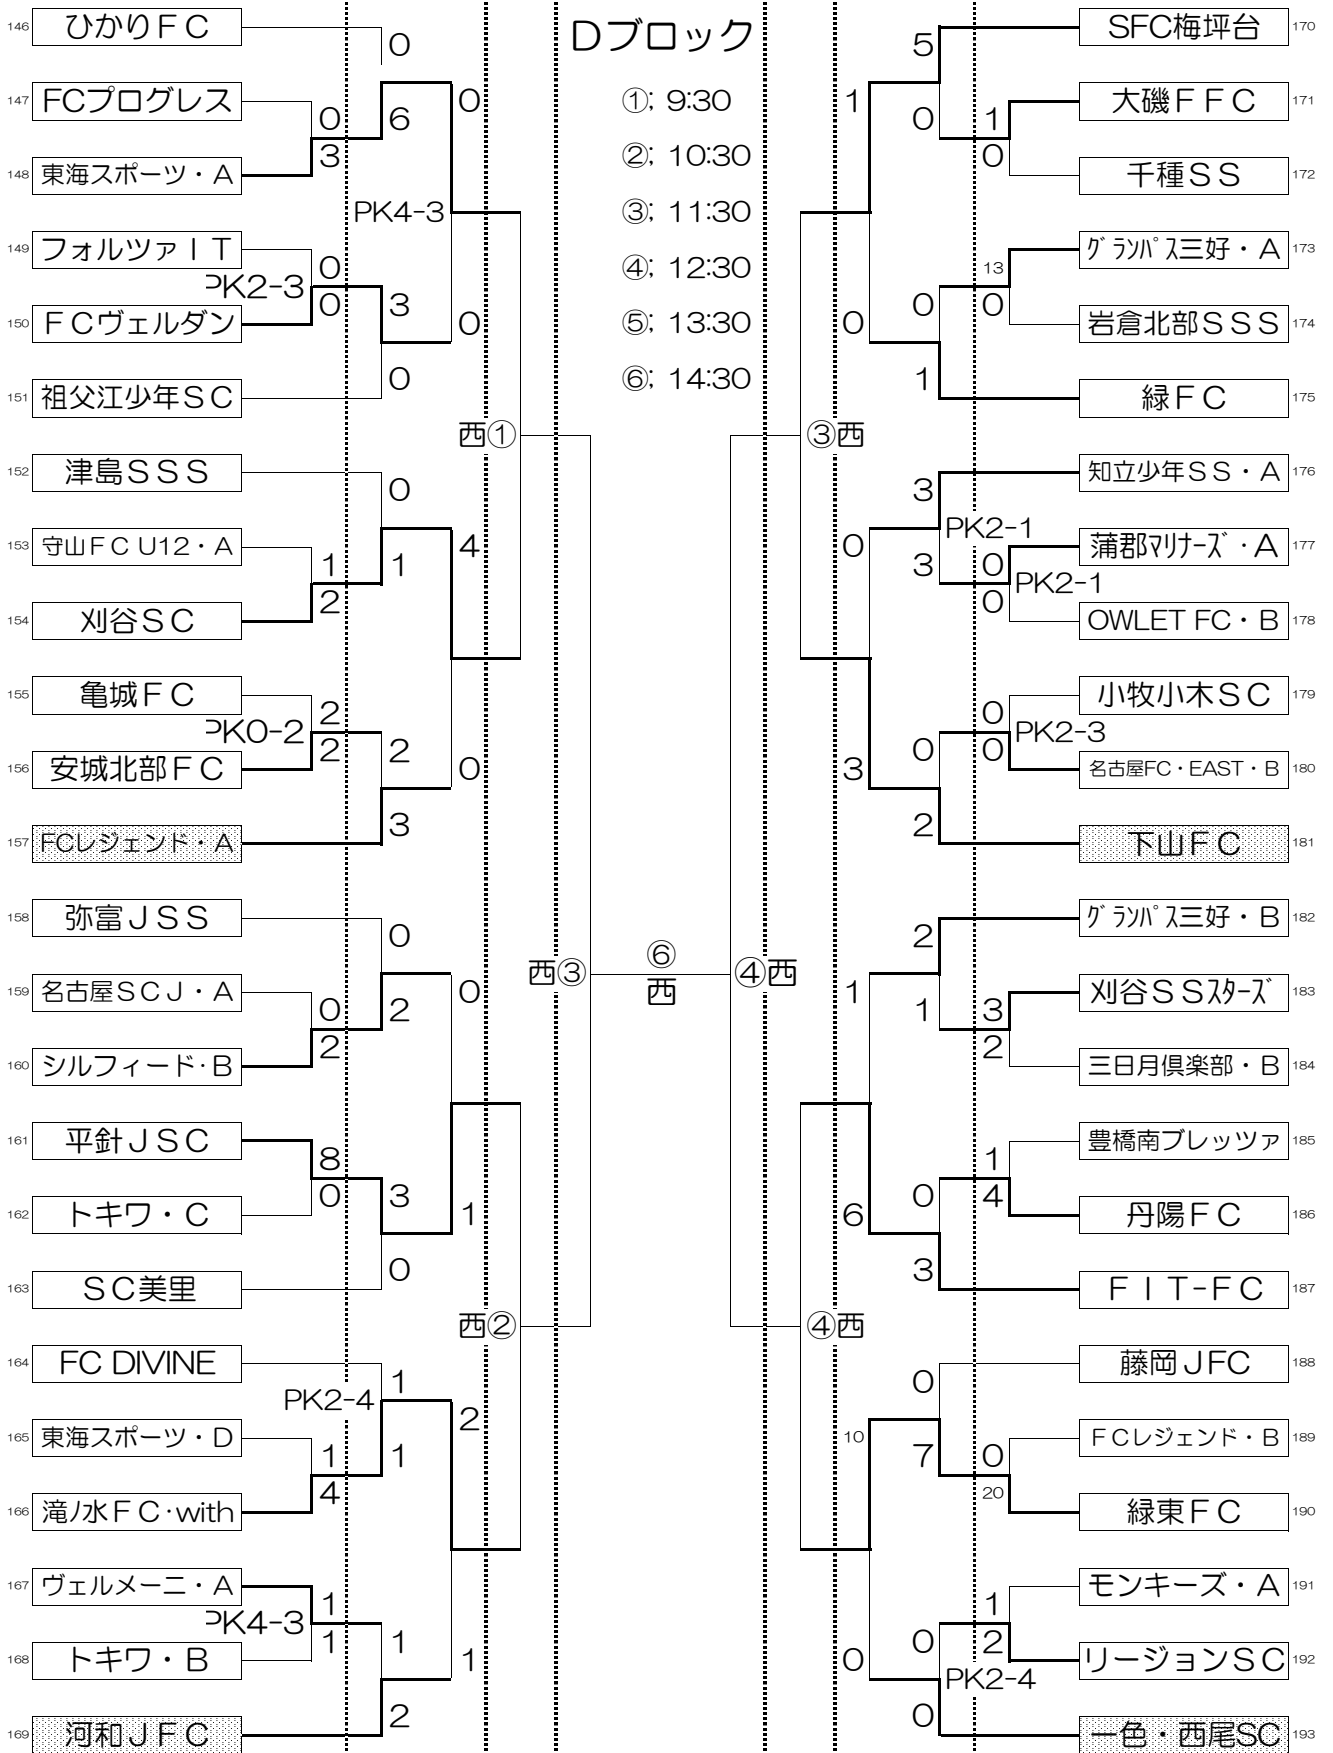 Dブロック
①; 9:30
②; 10:30
③; 11:30
④; 12:30
⑤; 13:30
⑥; 14:30
146 ひかりＦＣ
147 FCプログレス
148 東海スポーツ・A
149 フォルツァＩＴ
150 ＦＣヴェルダン
151 祖父江少年ＳＣ
152 津島ＳＳＳ
153 守山ＦＣ U12・A
154 刈谷ＳＣ
155 亀城ＦＣ
156 安城北部ＦＣ
157 FCレジェンド・A
158 弥富ＪＳＳ
159 名古屋ＳＣＪ・A
160 シルフィード・B
161 平針ＪＳＣ
162 トキワ・C
163 ＳＣ美里
164 FC DIVINE
165 東海スポーツ・D
166 滝ﾉ水ＦＣ・with
167 ヴェルメーニ・A
168 トキワ・B
169 河和ＪＦＣ
0
3
0
PK2-3
0
1
2
2
PK0-2
2
0
2
8
0
1
4
1
PK4-3
1
0
6
3
0
0
1
2
3
0
2
3
0
1
PK2-4
1
1
2
0
PK4-3
0
4
0
0
1
2
1
西①
西②
西③
⑥
西
④西
③西
④西
1
0
0
3
1
6
10
0
5
0
0
1
3
PK2-1
3
0
2
2
1
0
3
0
7
0
PK2-4
0
1
0
13
0
0
PK2-1
0
0
PK2-3
0
3
2
1
4
0
20
1
2
SFC梅坪台 170
大磯ＦＦＣ 171
千種ＳＳ 172
ｸﾞﾗﾝﾊﾟｽ三好・A 173
岩倉北部ＳＳＳ 174
緑ＦＣ 175
知立少年ＳＳ・A 176
蒲郡ﾏﾘﾅｰｽﾞ・A 177
OWLET FC・B 178
小牧小木ＳＣ 179
名古屋FC・EAST・B 180
下山ＦＣ 181
ｸﾞﾗﾝﾊﾟｽ三好・B 182
刈谷ＳＳｽﾀｰｽﾞ 183
三日月倶楽部・B 184
豊橋南ブレッツァ 185
丹陽ＦＣ 186
ＦＩＴ-ＦＣ 187
藤岡ＪＦＣ 188
ＦＣレジェンド・B 189
緑東ＦＣ 190
モンキーズ・A 191
リージョンＳＣ 192
一色・西尾SC 193